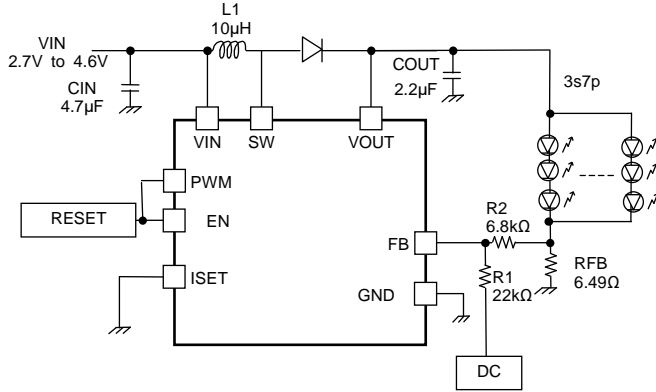 L1
10µH
VIN
2.7V to 4.6V
CIN
4.7µF
COUT
2.2µF
3s7p
VIN
SW
VOUT
PWM
RESET
EN
R2
6.8kΩ
FB
ISET
R1
22kΩ
RFB
6.49Ω
GND
DC